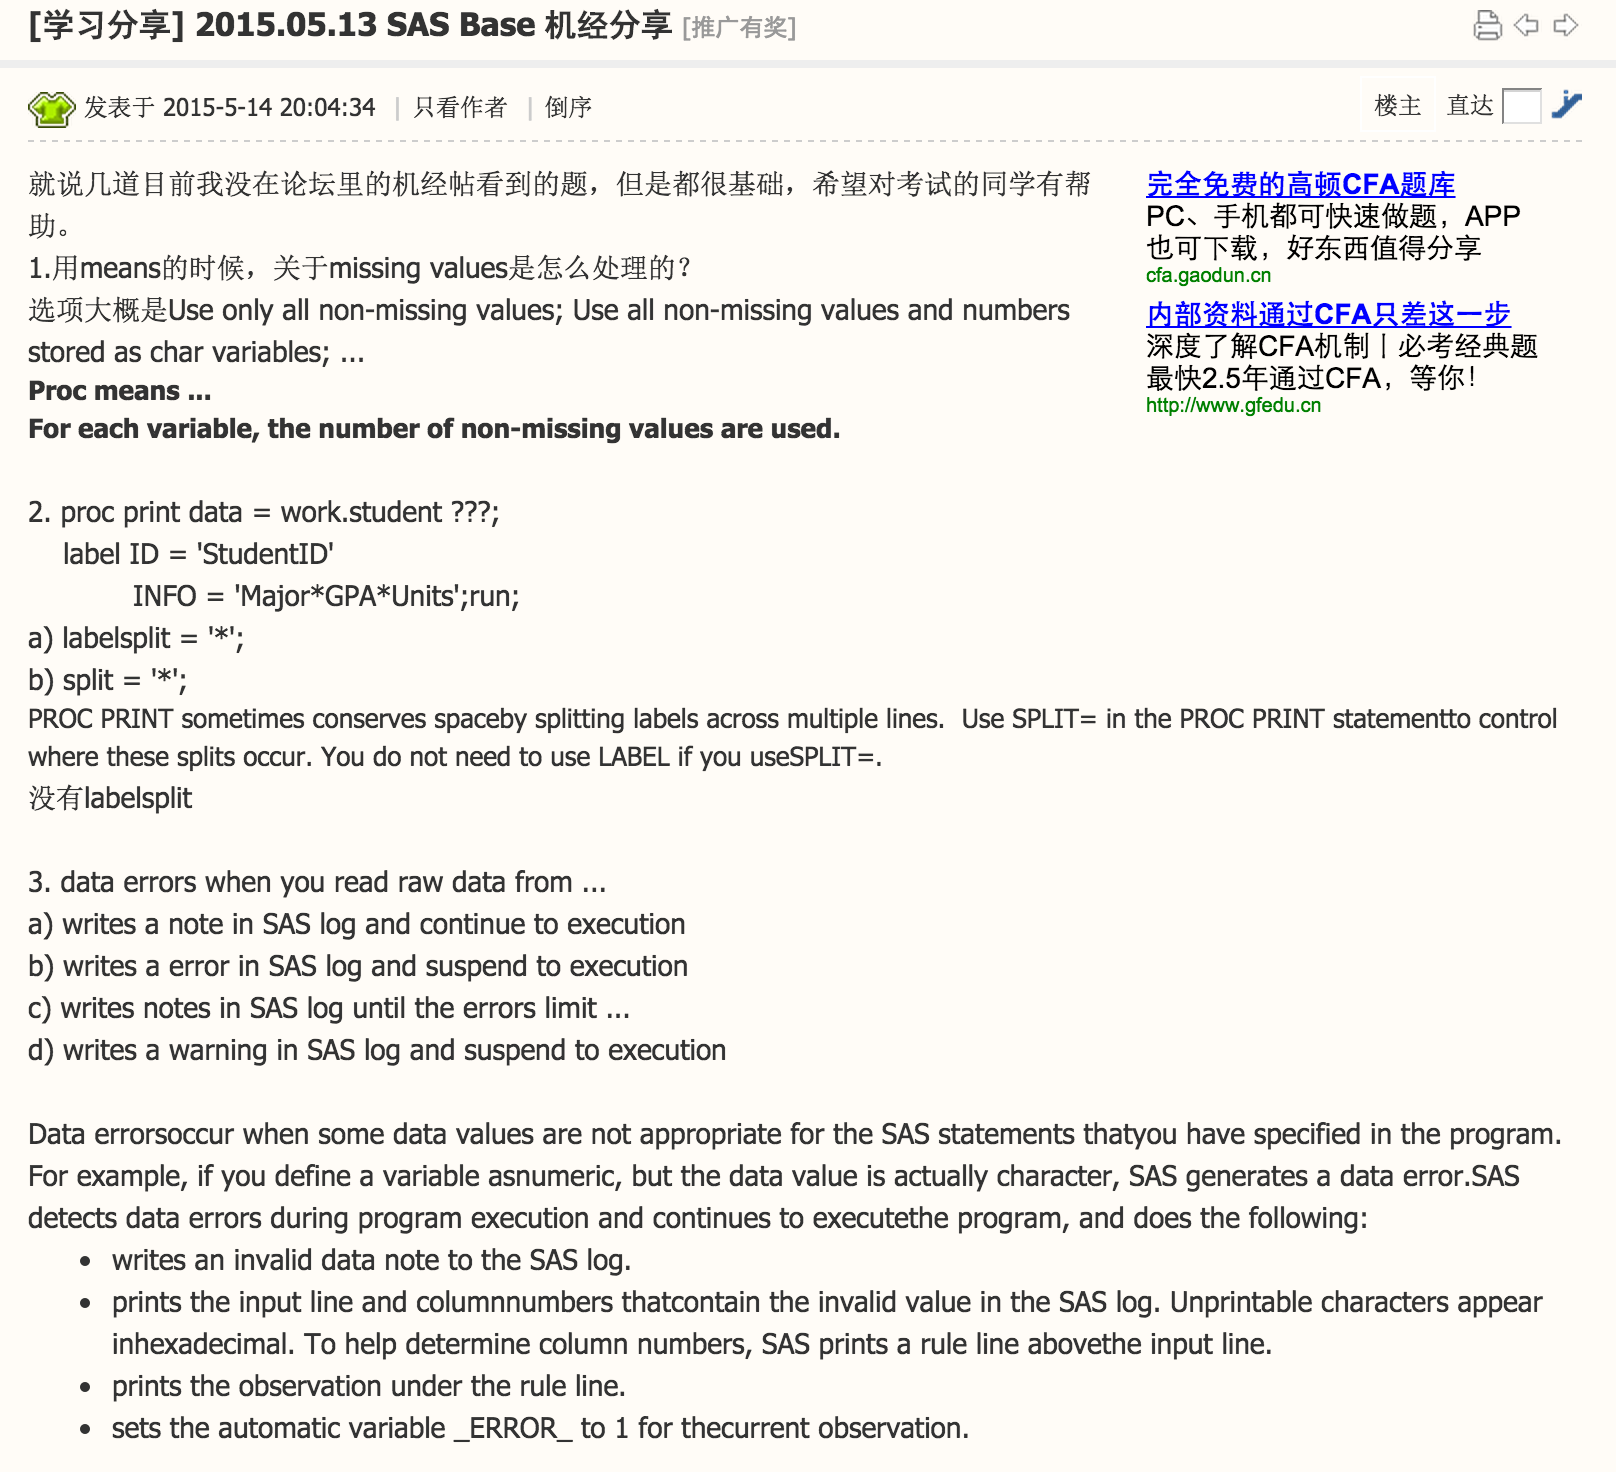 [学习分享] 2015.05.13 SAS Base 机经分享 [推广有奖]
发表于 2015-5-14 20:04:34 | 只看作者 | 倒序
楼主 直达
就说几道目前我没在论坛里的机经帖看到的题，但是都很基础，希望对考试的同学有帮
助。
1.用means的时候，关于missing values是怎么处理的？
选项大概是Use only all non-missing values; Use all non-missing values and numbers
stored as char variables; ...
Proc means ...
For each variable, the number of non-missing values are used.
完全免费的高顿CFA题库
PC、手机都可快速做题，APP
也可下载，好东西值得分享
cfa.gaodun.cn
内部资料通过CFA只差这一步
深度了解CFA机制丨必考经典题
最快2.5年通过CFA，等你！
http://www.gfedu.cn
2. proc print data = work.student ???;
label ID = 'StudentID'
INFO = 'Major*GPA*Units';run;
a) labelsplit = '*';
b) split = '*';
PROC PRINT sometimes conserves spaceby splitting labels across multiple lines.  Use SPLIT= in the PROC PRINT statementto control
where these splits occur. You do not need to use LABEL if you useSPLIT=.
没有labelsplit
3. data errors when you read raw data from ...
a) writes a note in SAS log and continue to execution
b) writes a error in SAS log and suspend to execution
c) writes notes in SAS log until the errors limit ...
d) writes a warning in SAS log and suspend to execution
Data errorsoccur when some data values are not appropriate for the SAS statements thatyou have specified in the program.
For example, if you define a variable asnumeric, but the data value is actually character, SAS generates a data error.SAS
detects data errors during program execution and continues to executethe program, and does the following:
• writes an invalid data note to the SAS log.
• prints the input line and columnnumbers thatcontain the invalid value in the SAS log. Unprintable characters appear
inhexadecimal. To help determine column numbers, SAS prints a rule line abovethe input line.
• prints the observation under the rule line.
• sets the automatic variable _ERROR_ to 1 for thecurrent observation.